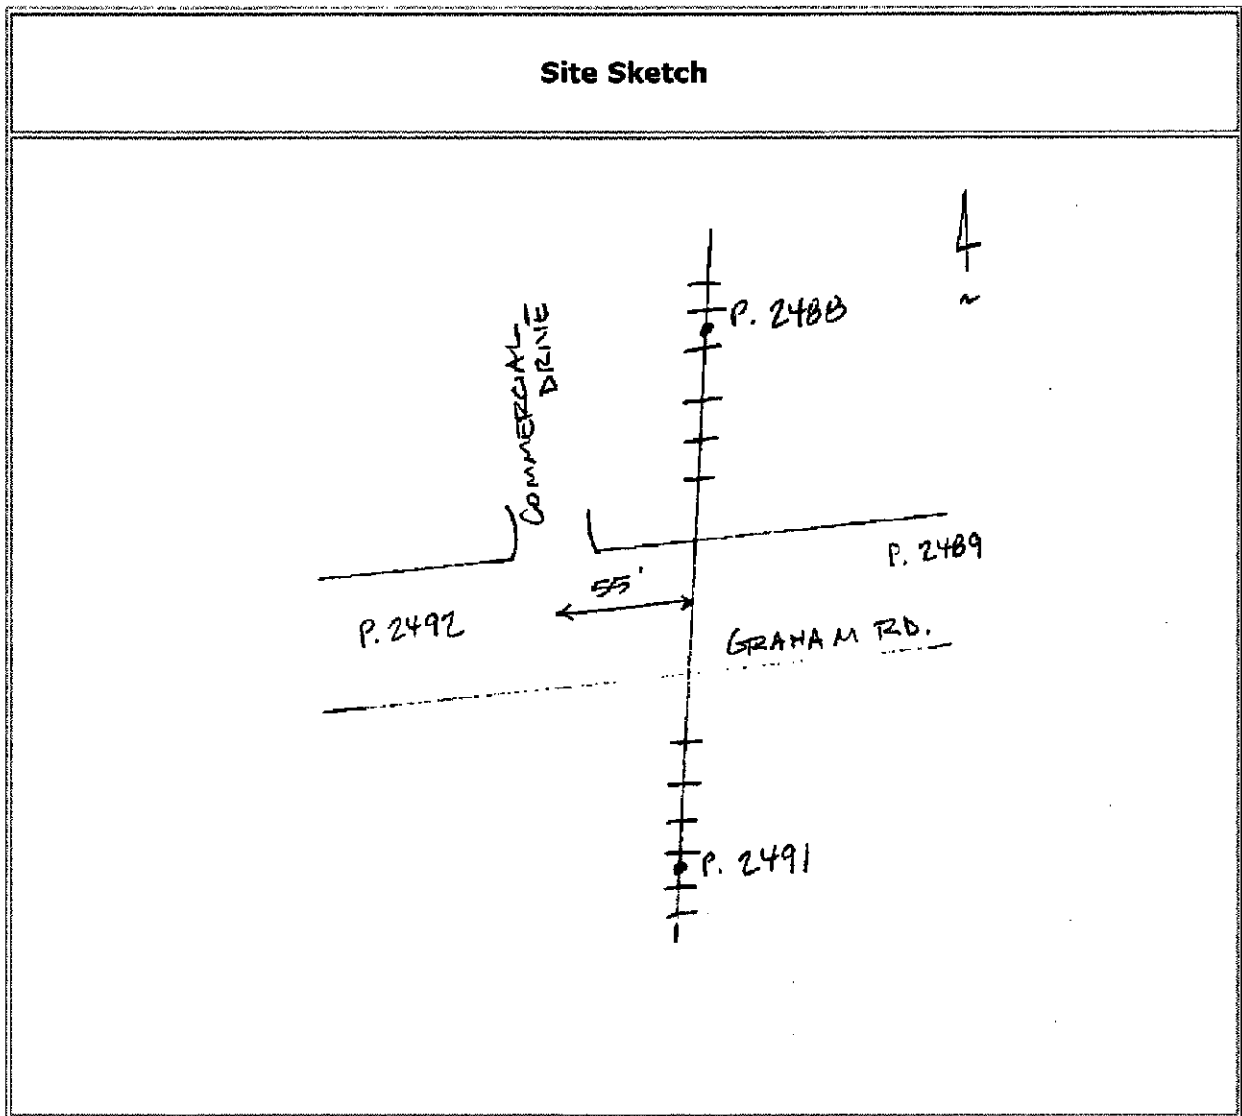 Site Sketch
P. 2488
COMMERCIAL
DRIVE
P. 2489
55'
P. 2492
GRAHAM RD.
P. 2491
N